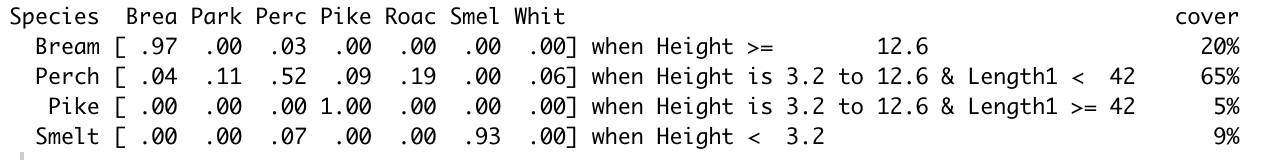 Species  Brea Park Perc Pike Roac Smel Whit                                             cover
  Bream [ .97  .00  .03  .00  .00  .00  .00] when Height >=        12.6                   20%
  Perch [ .04  .11  .52  .09  .19  .00  .06] when Height is 3.2 to 12.6 & Length1 <  42   65%
   Pike [ .00  .00  .00 1.00  .00  .00  .00] when Height is 3.2 to 12.6 & Length1 >= 42    5%
  Smelt [ .00  .00  .07  .00  .00  .93  .00] when Height <  3.2                            9%